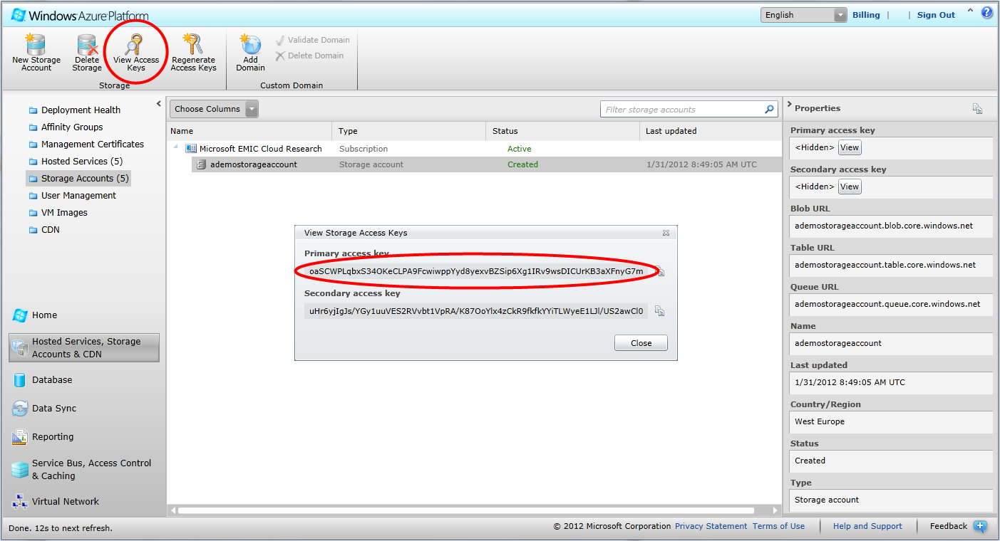 Windows Azure Platform
English
Billing | | Sign Out
New Storage Account
Delete Storage
View Access Keys
Regenerate Access Keys
Storage
Add Domain
Validate Domain
Delete Domain
Custom Domain
Deployment Health
Affinity Groups
Management Certificates
Hosted Services (5)
Storage Accounts (5)
User Management
VM Images
CDN
Home
Hosted Services, Storage
Accounts & CDN
Database
Data Sync
Reporting
Service Bus, Access Control
& Caching
Virtual Network
Choose Columns
Filter storage accounts
Name Type Status Last updated
Microsoft EMIC Cloud Research Subscription Active
ademostorageaccount Storage account Created 1/31/2012 8:49:05 AM UTC
View Storage Access Keys
Primary access key
oaSCWPLqbxS34OKeCLPA9FcwiwppYyd8yexvBZSip6Xg1IRv9wsDICUrKB3aXFnyG7m
Secondary access key
uHr6yjIgJs/YGy1uuVES2RVvbt1VpRA/K87OoYlx4zCkR9fkfkYYiTLWyeE1LJl/US2awCl0
Close
Properties
Primary access key
<Hidden> View
Secondary access key
<Hidden> View
Blob URL
ademostorageaccount.blob.core.windows.net
Table URL
ademostorageaccount.table.core.windows.net
Queue URL
ademostorageaccount.queue.core.windows.net
Name
ademostorageaccount
Last updated
1/31/2012 8:49:05 AM UTC
Country/Region
West Europe
Status
Created
Type
Storage account
Done. 12s to next refresh.
© 2012 Microsoft Corporation Privacy Statement Terms of Use | Help and Support | Feedback